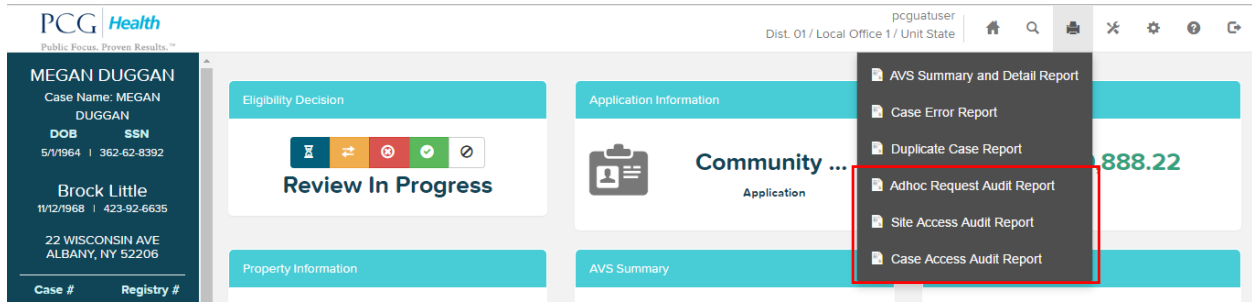 PCG Health
Public Focus. Proven Results.™
pcguatuser
Dist. 01 / Local Office 1 / Unit State
MEGAN DUGGAN
Case Name: MEGAN
DUGGAN
DOB SSN
5/1/1964 | 362-62-8392
Brock Little
11/12/1968 | 423-92-6635
22 WISCONSIN AVE
ALBANY, NY 52206
Case # Registry #
Eligibility Decision
Review In Progress
Application Information
Community ...
Application
AVS Summary and Detail Report
Case Error Report
Duplicate Case Report
Adhoc Request Audit Report
Site Access Audit Report
Case Access Audit Report
,888.22
Property Information
AVS Summary